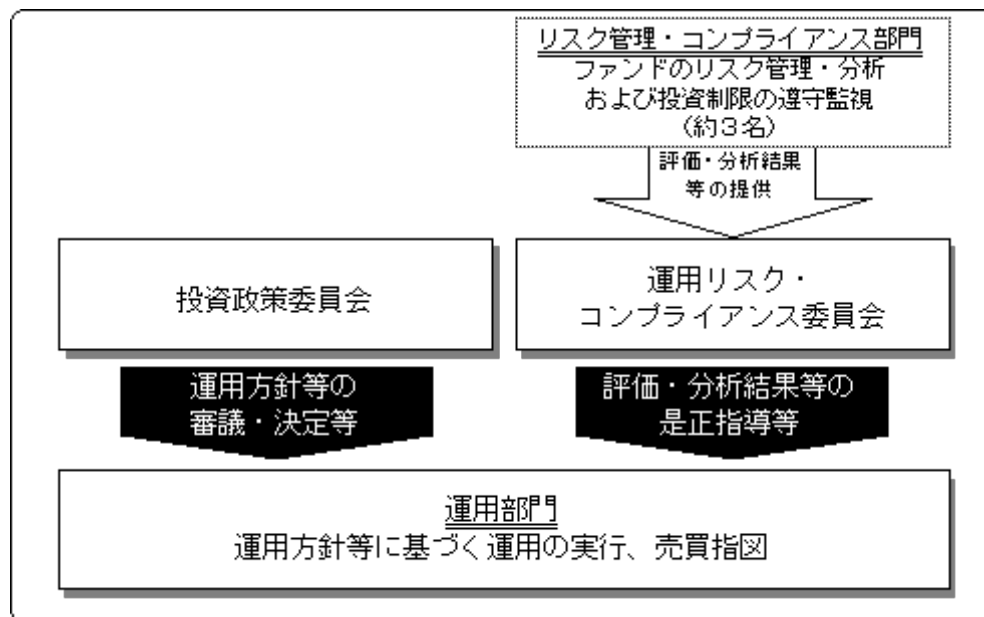 リスク管理・コンプライアンス部門
ファンドのリスク管理・分析
および投資制限の遵守監視
(約3名)
評価・分析結果
等の提供
投資政策委員会
運用リスク・
コンプライアンス委員会
運用方針等の
審議・決定等
評価・分析結果等の
是正指導等
運用部門
運用方針等に基づく運用の実行、売買指図